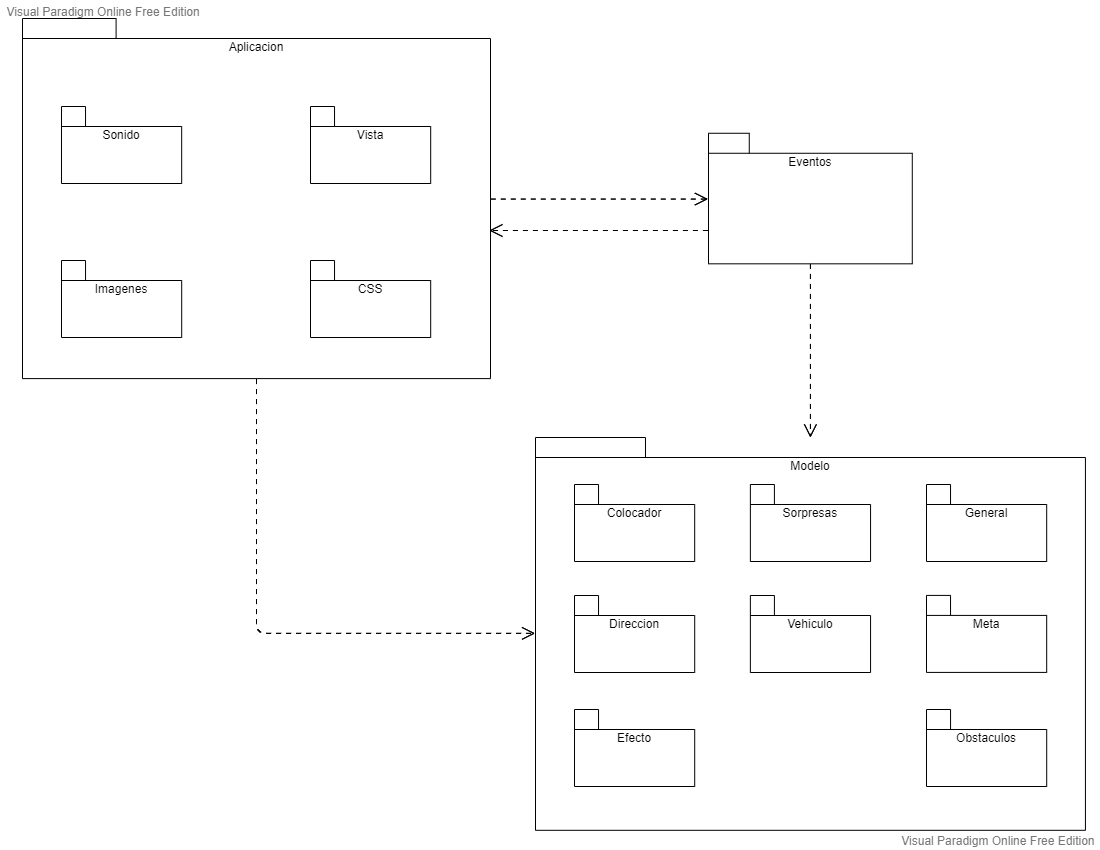 Visual Paradigm Online Free Edition
Aplicacion
Sonido
Vista
Imagenes
CSS
Eventos
Modelo
Colocador
Sorpresas
General
Direccion
Vehiculo
Meta
Efecto
Obstaculos
Visual Paradigm Online Free Edition